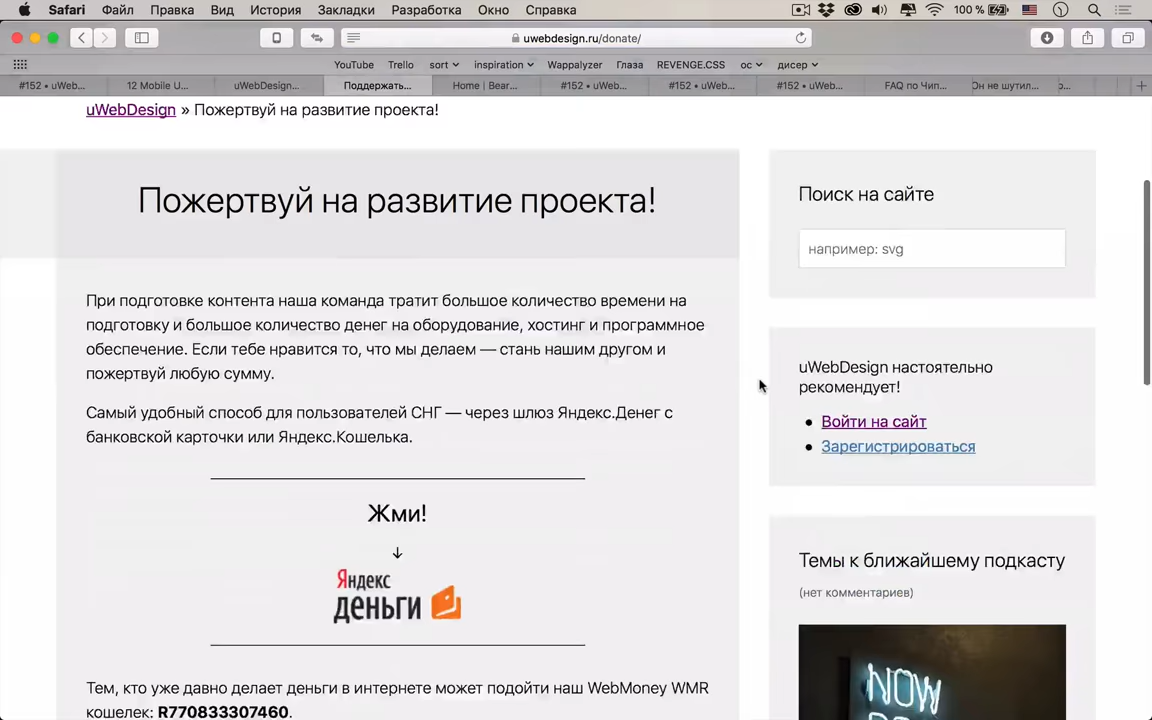 Safari Файл Правка Вид История Закладки Разработка Окно Справка 100 %
uwebdesign.ru/donate/
YouTube Trello sort inspiration Wappalyzer Глаза REVENGE.CSS ос дисер
#152 • uWeb... 12 Mobile U... uWebDesign... Поддержать... Home | Bear... #152 • uWeb... #152 • uWeb... #152 • uWeb... FAQ по Чип... Он не шутил...
uWebDesign » Пожертвуй на развитие проекта!
Пожертвуй на развитие проекта!
При подготовке контента наша команда тратит большое количество времени на
подготовку и большое количество денег на оборудование, хостинг и программное
обеспечение. Если тебе нравится то, что мы делаем — стань нашим другом и
пожертвуй любую сумму.
Самый удобный способ для пользователей СНГ — через шлюз Яндекс.Денег с
банковской карточки или Яндекс.Кошелька.
Жми!
↓
Яндекс
деньги
Тем, кто уже давно делает деньги в интернете может подойти наш WebMoney WMR
кошелек: R770833307460.
Поиск на сайте
например: svg
uWebDesign настоятельно
рекомендует!
Войти на сайт
Зарегистрироваться
Темы к ближайшему подкасту
(нет комментариев)
NOW